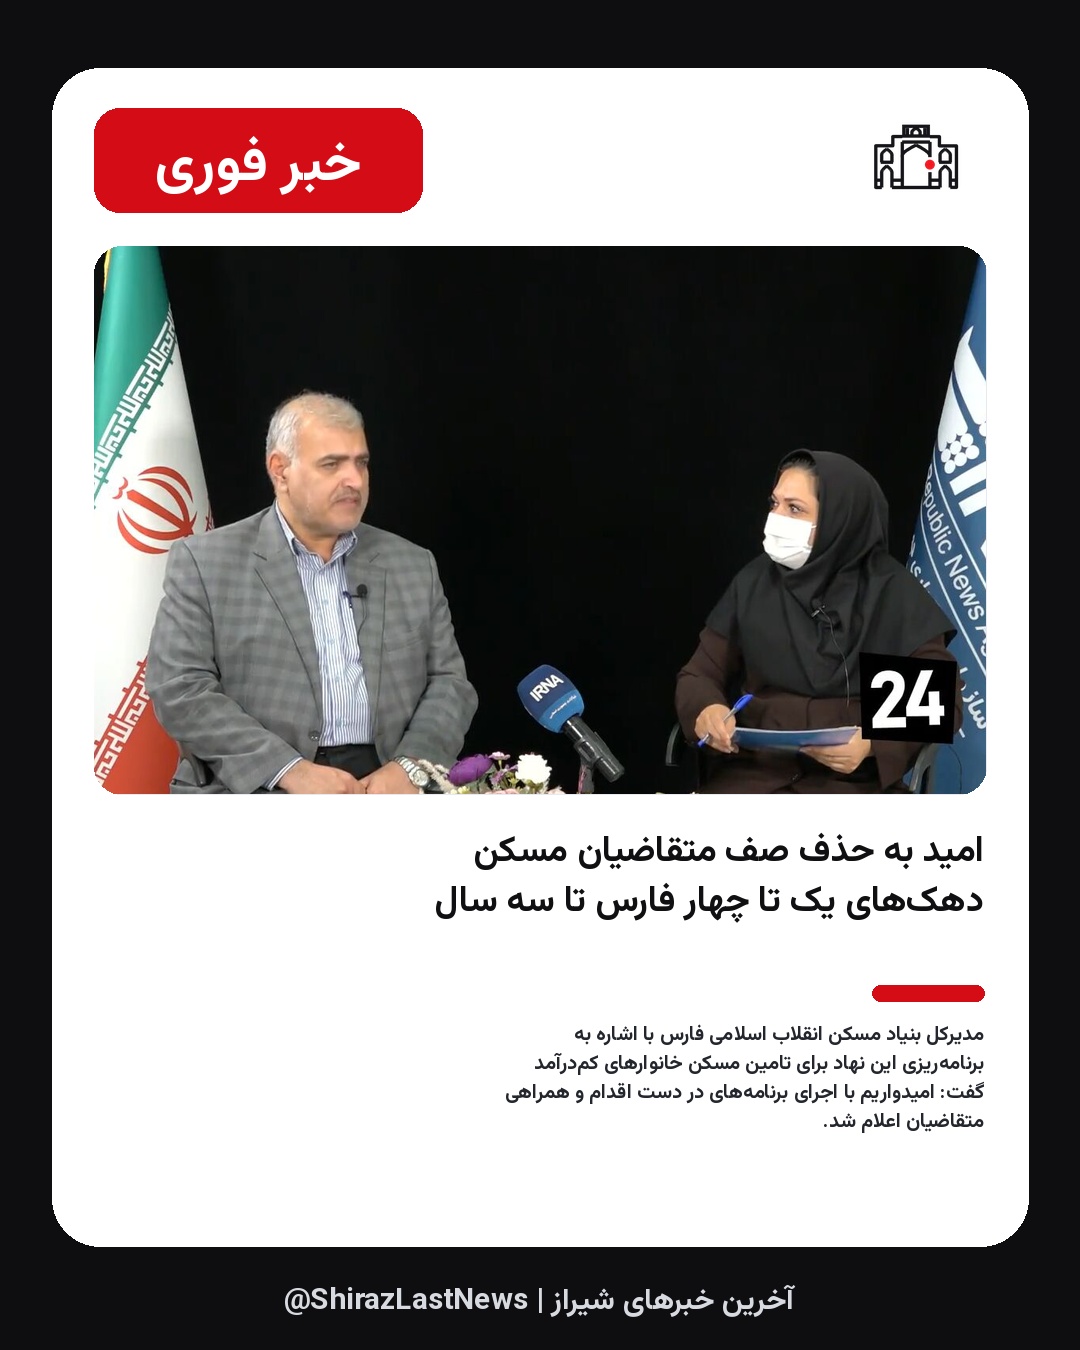 خبر فوری
IRNA
Republic News
24
امید به حذف صف متقاضیان مسکن
دهک‌های یک تا چهار فارس تا سه سال
مدیرکل بنیاد مسکن انقلاب اسلامی فارس با اشاره به
برنامه‌ریزی این نهاد برای تامین مسکن خانوارهای کم‌درآمد
گفت: امیدواریم با اجرای برنامه‌های در دست اقدام و همراهی
متقاضیان اعلام شد.
آخرین خبرهای شیراز | @ShirazLastNews